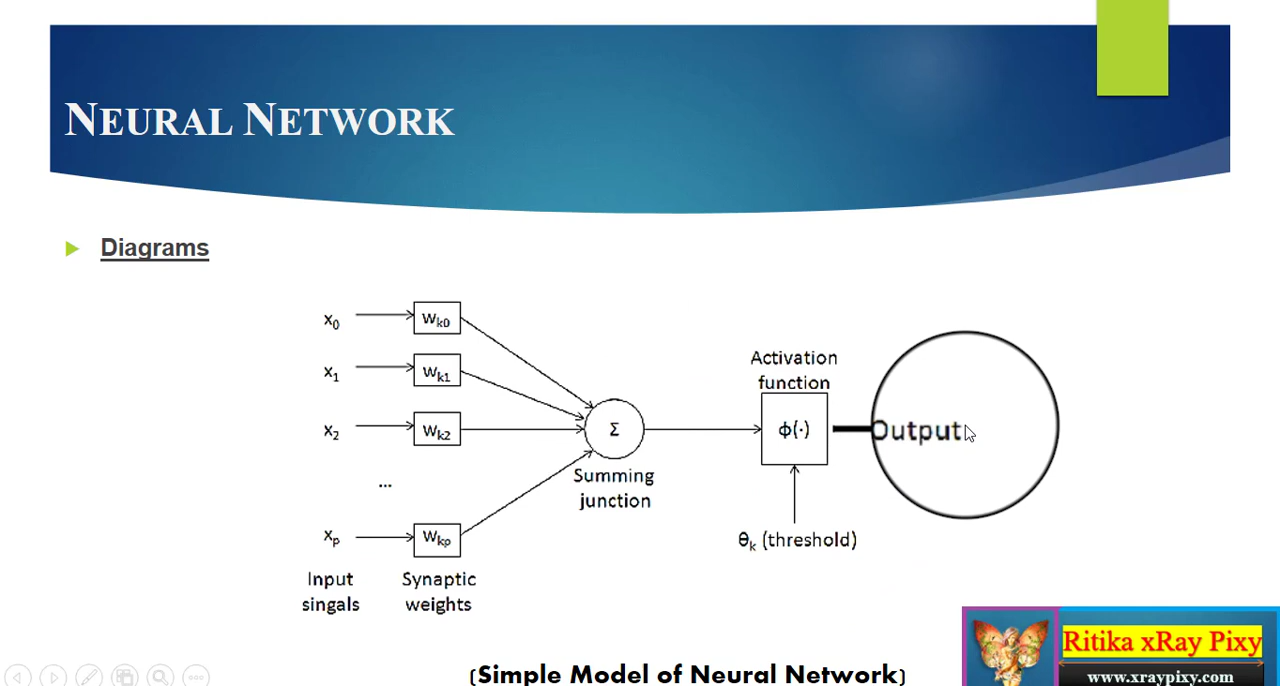 NEURAL NETWORK
Diagrams
x0
wk0
x1
wk1
x2
wk2
...
xp
wkp
Input
singals
Synaptic
weights
Σ
Summing
junction
Activation
function
ϕ(·)
θk (threshold)
Output
(Simple Model of Neural Network)
Ritika xRay Pixy
www.xraypixy.com